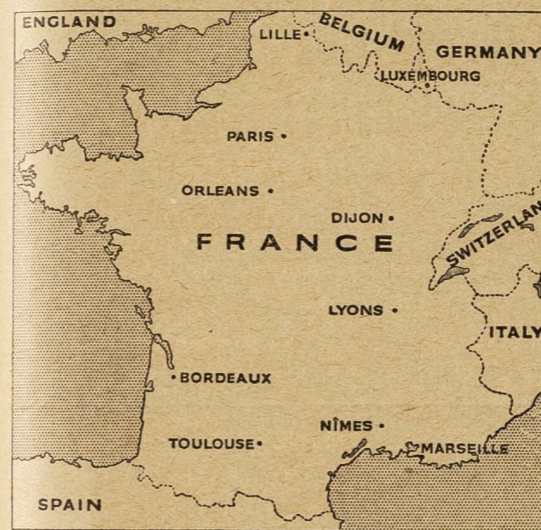 ENGLAND
LILLE
BELGIUM
GERMANY
LUXEMBOURG
PARIS
ORLEANS
DIJON
FRANCE
SWITZERLAN
LYONS
ITALY
BORDEAUX
NÎMES
TOULOUSE
MARSEILLE
SPAIN